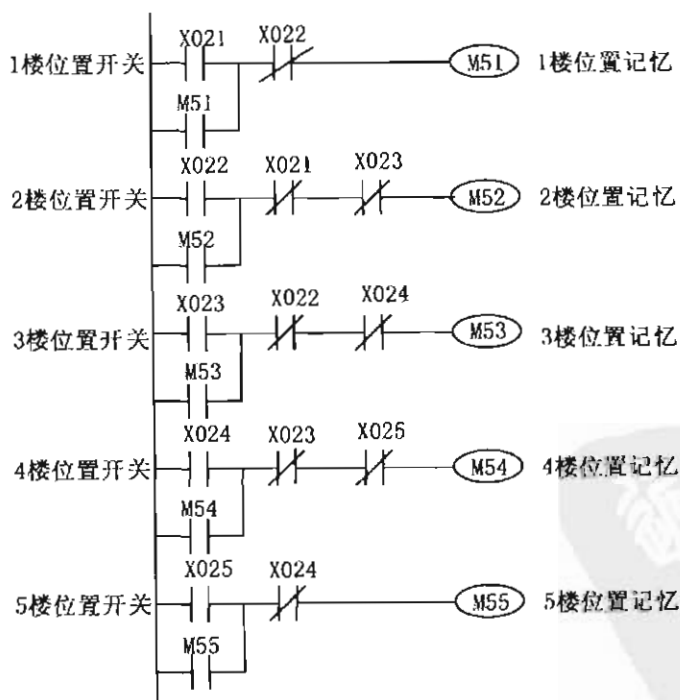 X021 X022
1楼位置开关 M51 1楼位置记忆
M51
X022 X021 X023
2楼位置开关 M52 2楼位置记忆
M52
X023 X022 X024
3楼位置开关 M53 3楼位置记忆
M53
X024 X023 X025
4楼位置开关 M54 4楼位置记忆
M54
X025 X024
5楼位置开关 M55 5楼位置记忆
M55